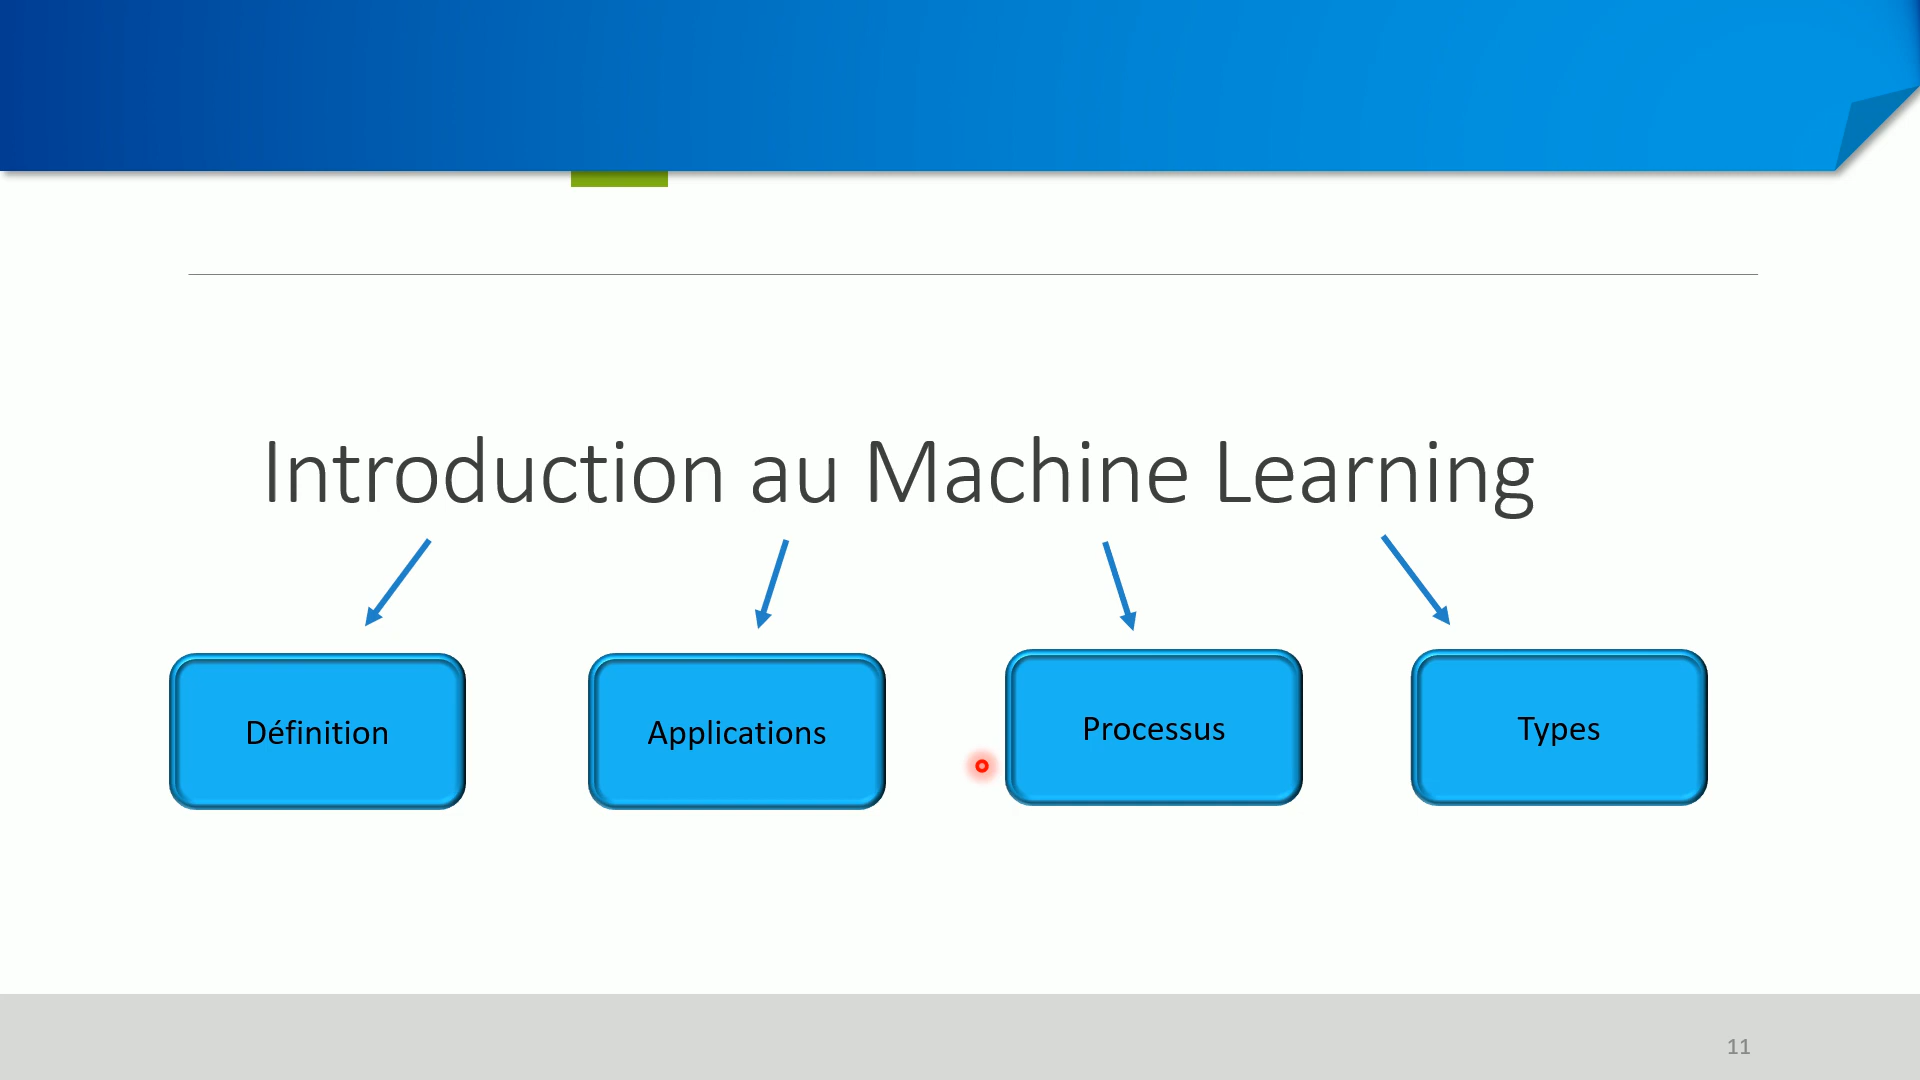 Introduction au Machine Learning
Définition
Applications
Processus
Types
11